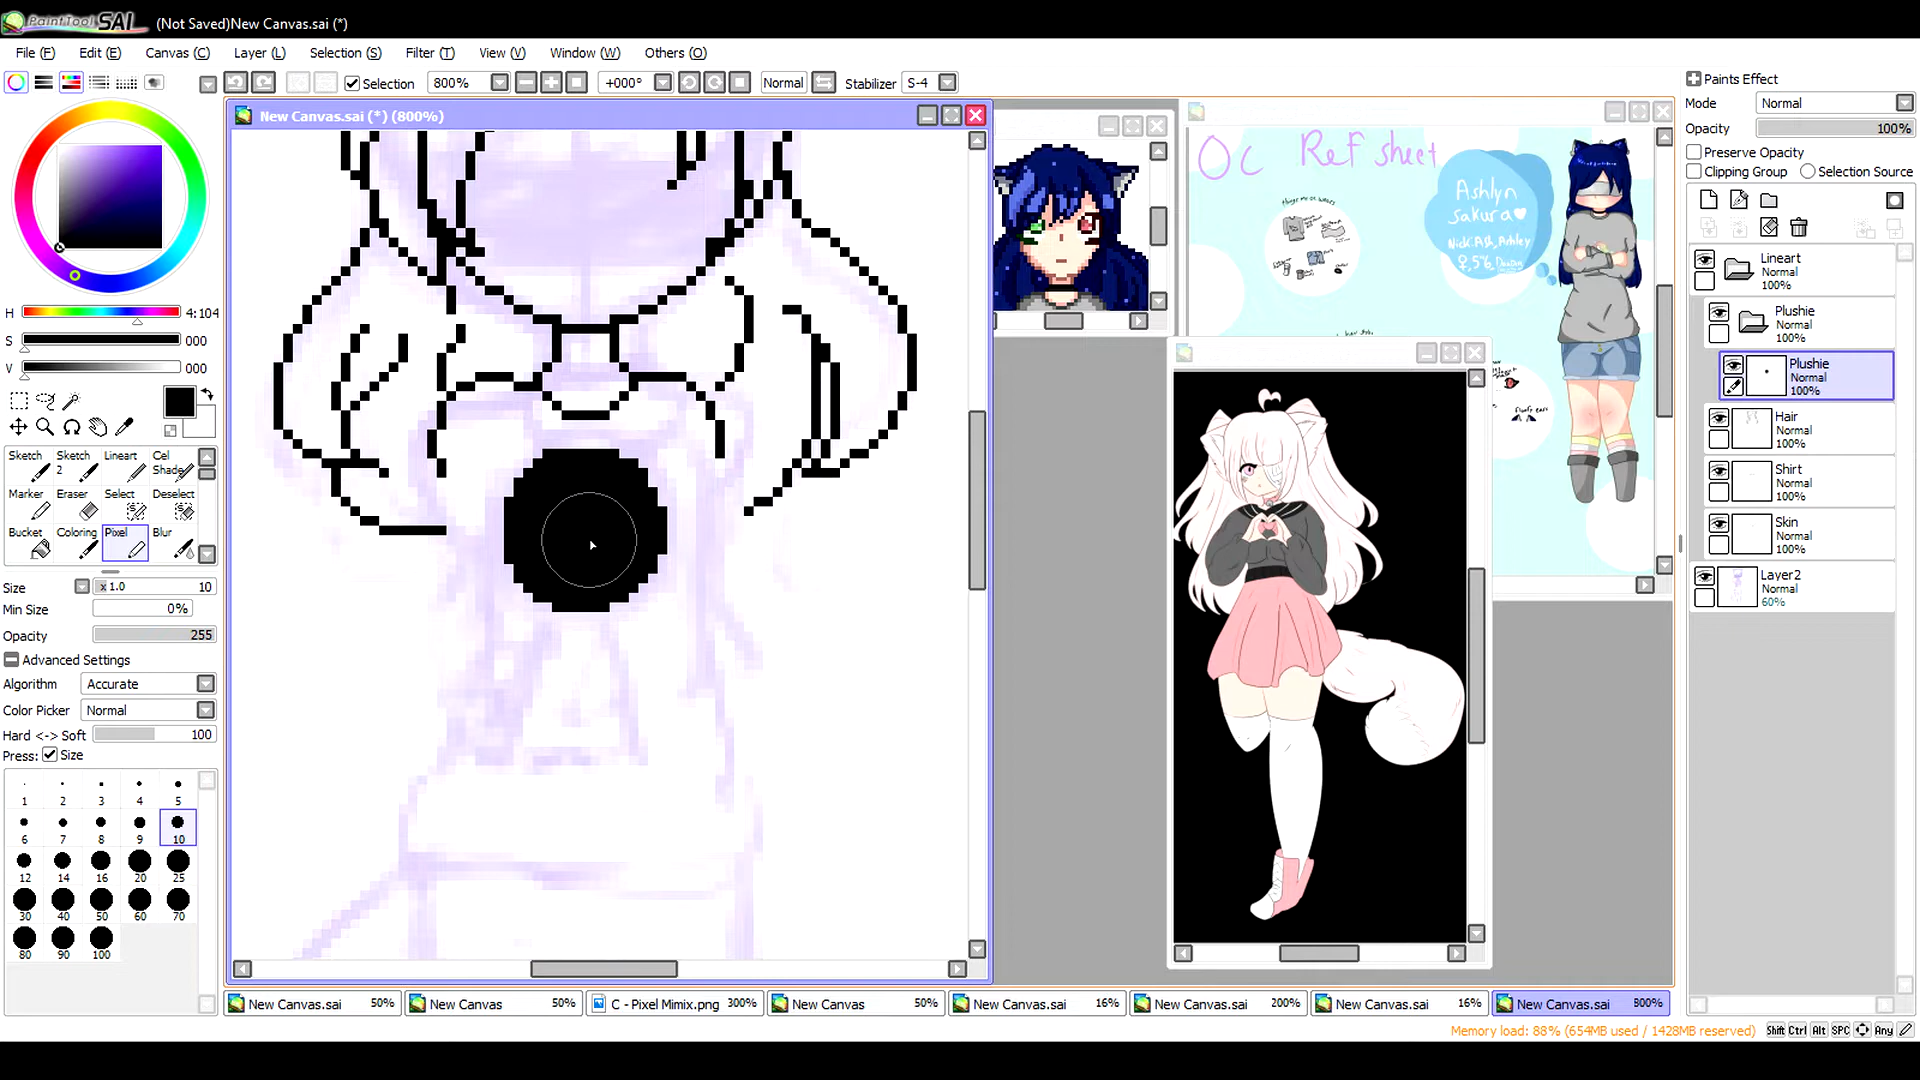 PaintTool SAI (Not Saved)New Canvas.sai (*)
File (F) Edit (E) Canvas (C) Layer (L) Selection (S) Filter (T) View (V) Window (W) Others (O)
Selection 800% +000° Normal Stabilizer S-4
New Canvas.sai (*) (800%)
H 4:104
S 000
V 000
Sketch Sketch 2 Lineart Cel Shade
Marker Eraser Select Deselect
Bucket Coloring Pixel Blur
Size x 1.0 10
Min Size 0%
Opacity 255
Advanced Settings
Algorithm Accurate
Color Picker Normal
Hard <-> Soft 100
Press: Size
1 2 3 4 5
6 7 8 9 10
12 14 16 20 25
30 40 50 60 70
80 90 100
OC Ref sheet
Ashlyn
Sakura
Paints Effect
Mode Normal
Opacity 100%
Preserve Opacity
Clipping Group Selection Source
Lineart
Normal
100%
Plushie
Normal
100%
Plushie
Normal
100%
Hair
Normal
100%
Shirt
Normal
100%
Skin
Normal
100%
Layer2
Normal
60%
New Canvas.sai 50% New Canvas 50% C - Pixel Mimix.png 300% New Canvas 50% New Canvas.sai 16% New Canvas.sai 200% New Canvas.sai 16% New Canvas.sai 800%
Memory load: 88% (654MB used / 1428MB reserved) Shift Ctrl Alt SPC Any